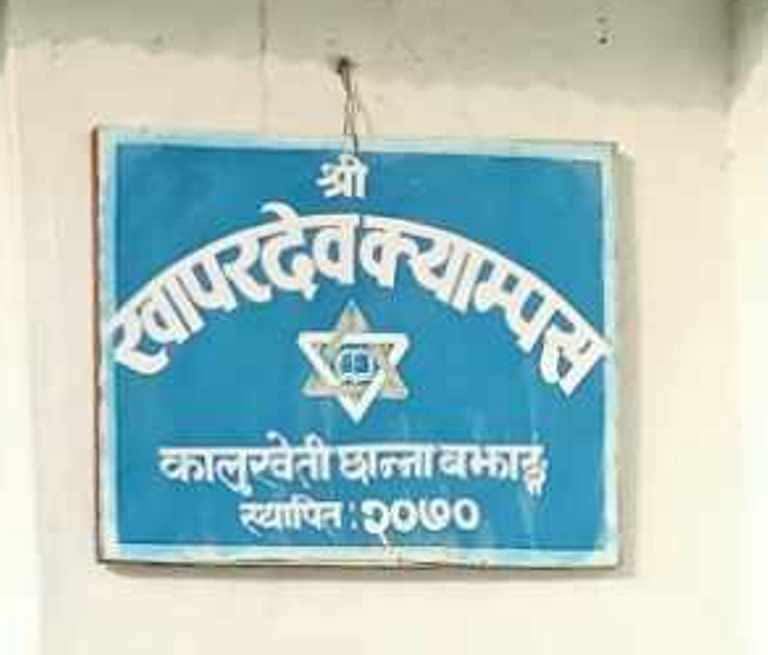 श्री
खापरदेव क्याम्पस
कालुखेती छान्ना बझाङ्ग
स्थापित : २०७०